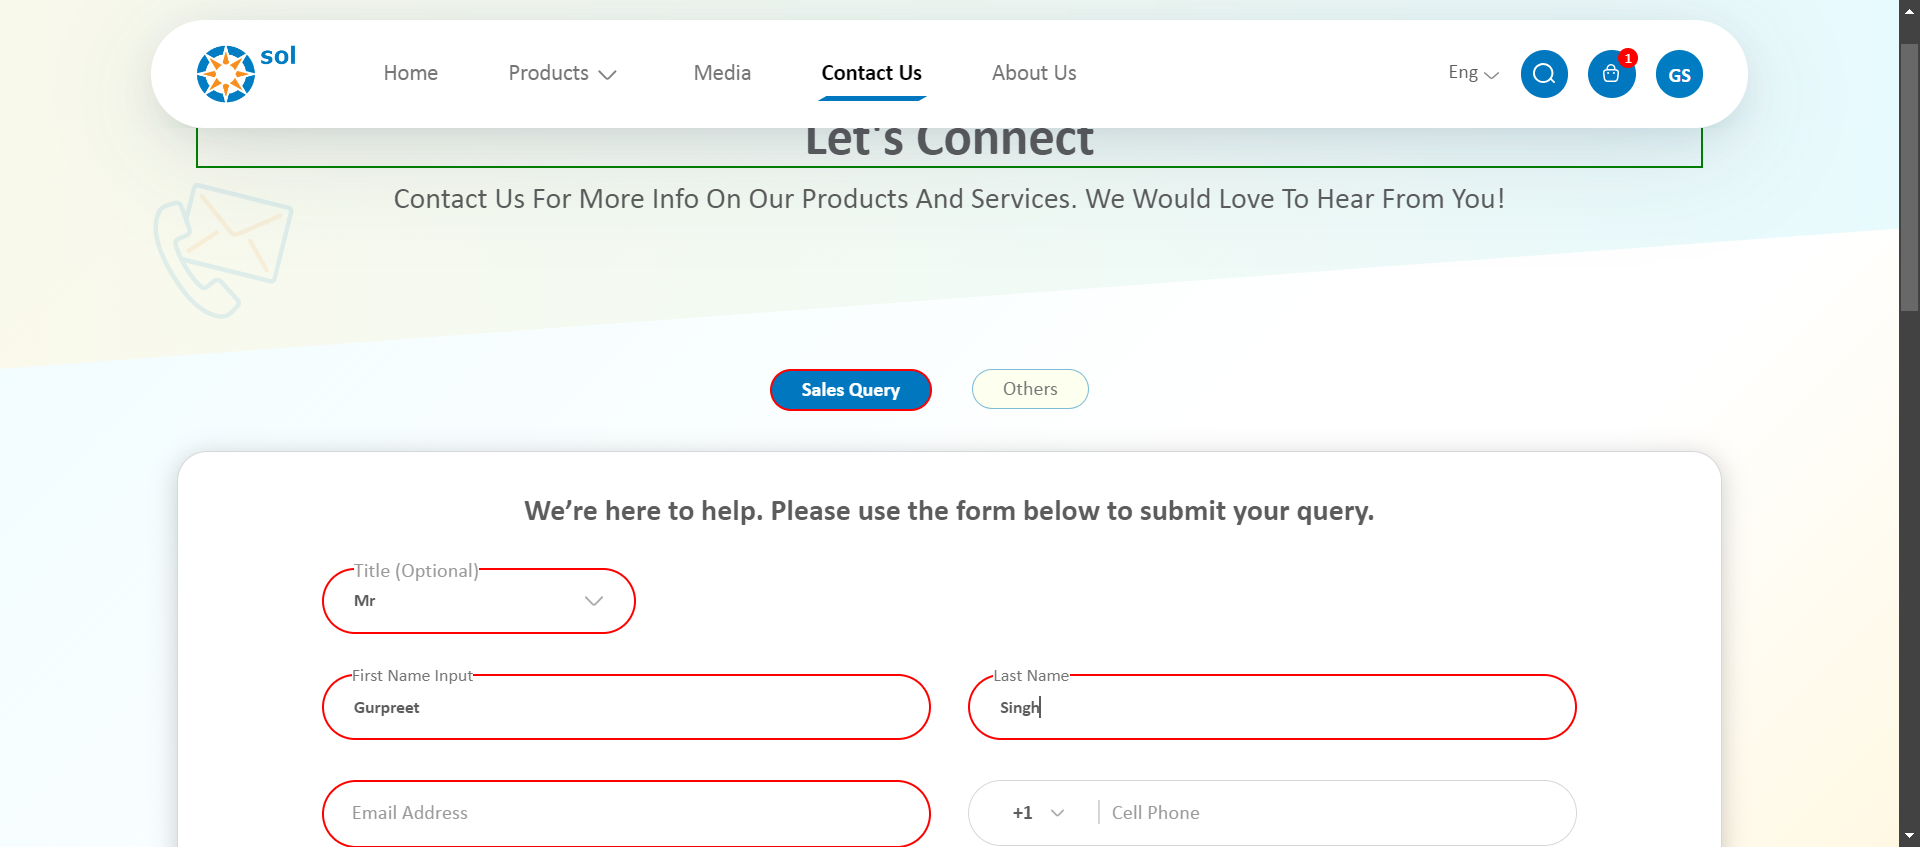 sol
Home Products Media Contact Us About Us Eng 1 GS
Let's Connect
Contact Us For More Info On Our Products And Services. We Would Love To Hear From You!
Sales Query Others
We’re here to help. Please use the form below to submit your query.
Title (Optional)
Mr
First Name Input Last Name
Gurpreet Singh
Email Address +1 Cell Phone